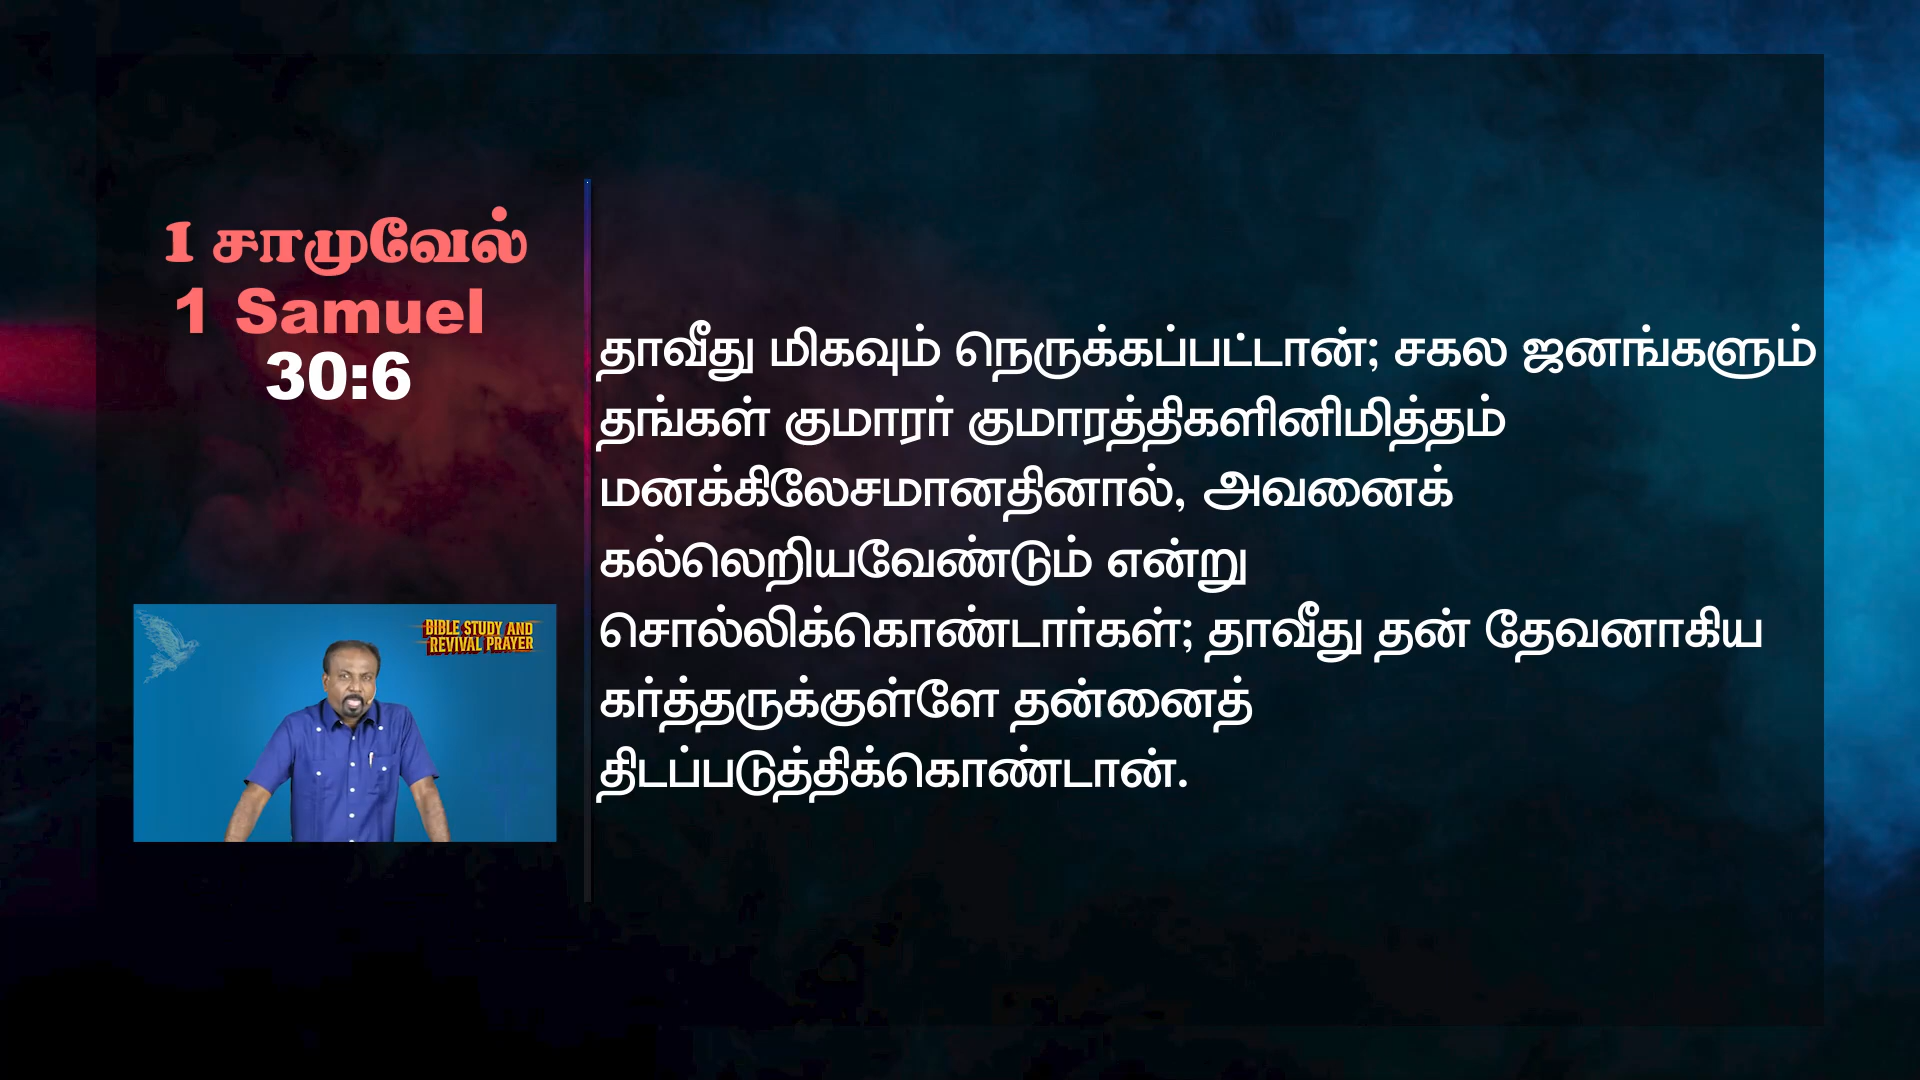 1 சாமுவேல்
1 Samuel
30:6
தாவீது மிகவும் நெருக்கப்பட்டான்; சகல ஜனங்களும்
தங்கள் குமாரர் குமாரத்திகளினிமித்தம்
மனக்கிலேசமானதினால், அவனைக்
கல்லெறியவேண்டும் என்று
சொல்லிக்கொண்டார்கள்; தாவீது தன் தேவனாகிய
கர்த்தருக்குள்ளே தன்னைத்
திடப்படுத்திக்கொண்டான்.
BIBLE STUDY AND
REVIVAL PRAYER